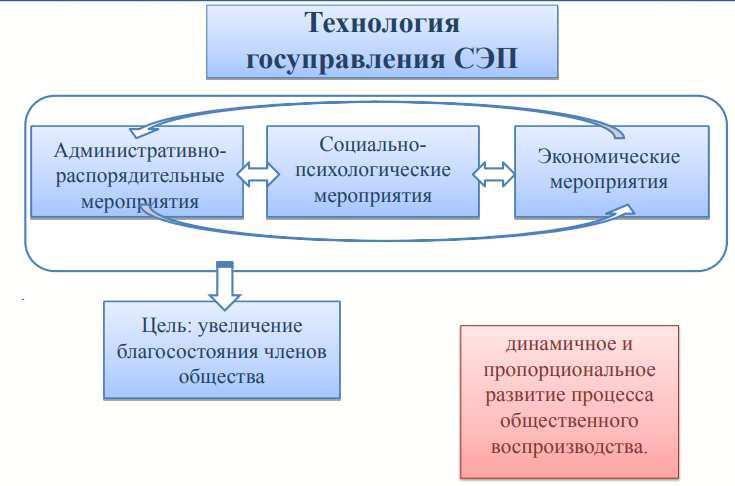 Технология
госуправления СЭП
Административно-
распорядительные
мероприятия
Социально-
психологические
мероприятия
Экономические
мероприятия
Цель: увеличение
благосостояния членов
общества
динамичное и
пропорциональное
развитие процесса
общественного
воспроизводства.